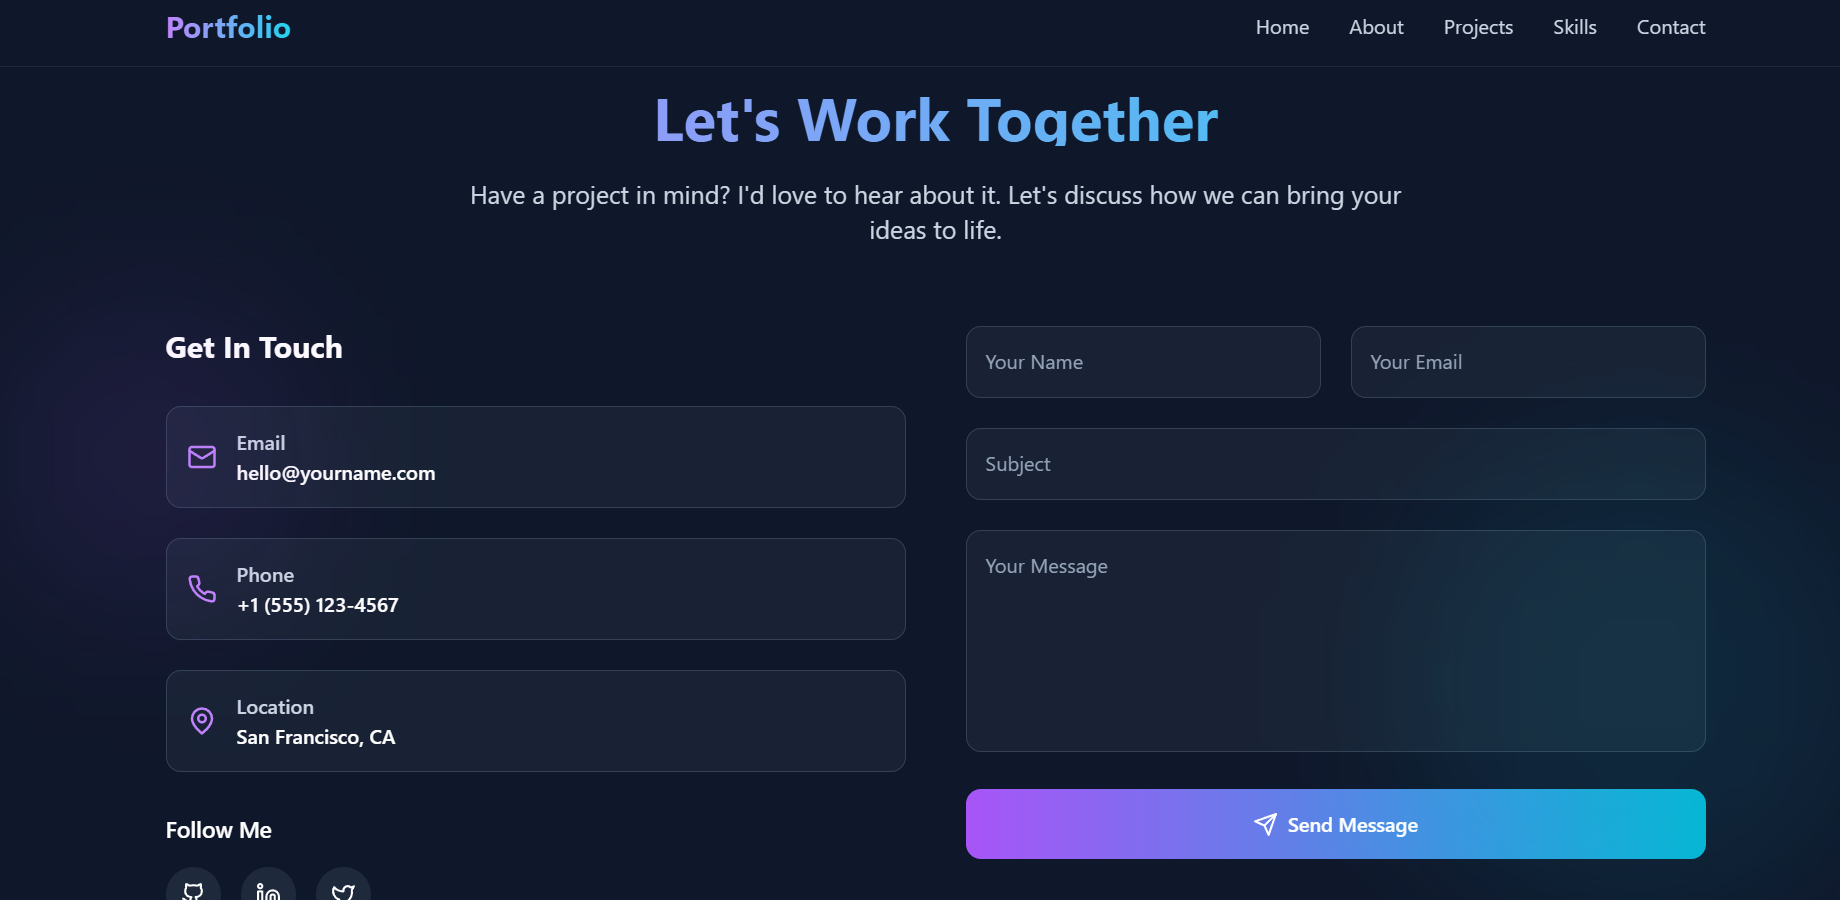 Portfolio
Home About Projects Skills Contact
Let's Work Together
Have a project in mind? I'd love to hear about it. Let's discuss how we can bring your
ideas to life.
Get In Touch
Email
hello@yourname.com
Phone
+1 (555) 123-4567
Location
San Francisco, CA
Follow Me
Your Name
Your Email
Subject
Your Message
Send Message